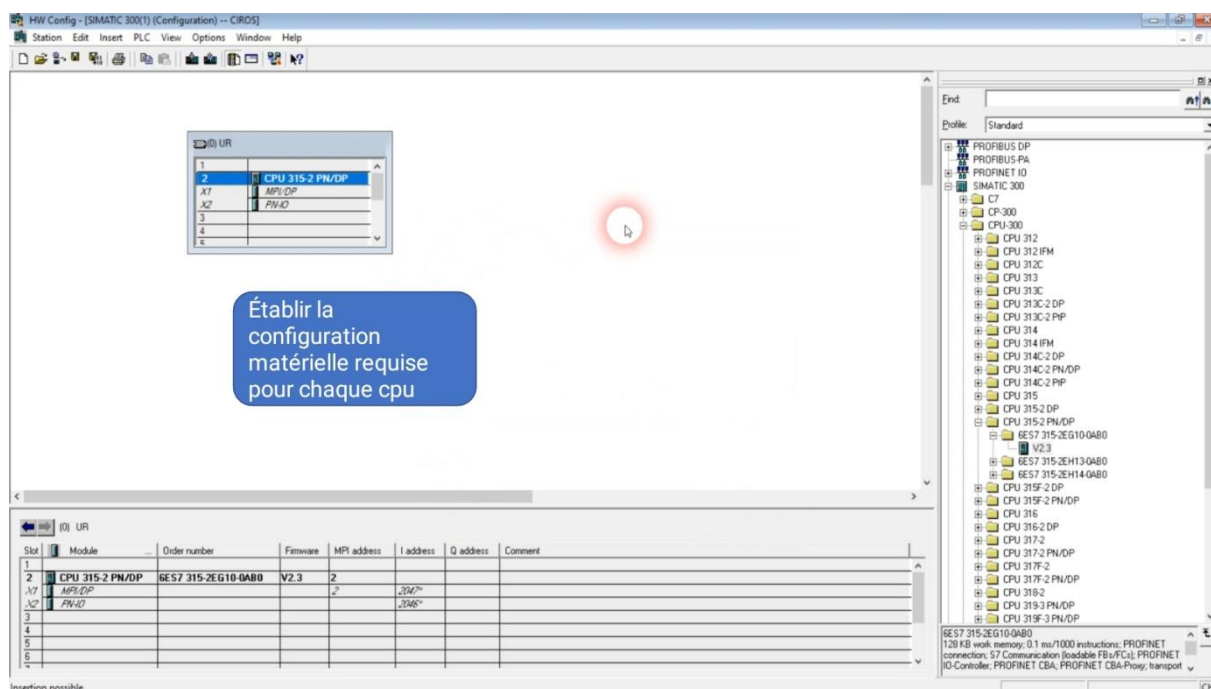 HW Config - [SIMATIC 300(1) (Configuration) -- CIROS]
Station Edit Insert PLC View Options Window Help
(0) UR
1
2 CPU 315-2 PN/DP
X1 MPI/DP
X2 PN-IO
3
4
5
Établir la
configuration
matérielle requise
pour chaque cpu
Find:
Profile: Standard
PROFIBUS DP
PROFIBUS-PA
PROFINET IO
SIMATIC 300
C7
CP-300
CPU-300
CPU 312
CPU 312 IFM
CPU 312C
CPU 313
CPU 313C
CPU 313C-2 DP
CPU 313C-2 PtP
CPU 314
CPU 314 IFM
CPU 314C-2 DP
CPU 314C-2 PN/DP
CPU 314C-2 PtP
CPU 315
CPU 315-2 DP
CPU 315-2 PN/DP
6ES7 315-2EG10-0AB0
V2.3
6ES7 315-2EH13-0AB0
6ES7 315-2EH14-0AB0
CPU 315F-2 DP
CPU 315F-2 PN/DP
CPU 316
CPU 316-2 DP
CPU 317-2
CPU 317-2 PN/DP
CPU 317F-2
CPU 317F-2 PN/DP
CPU 318-2
CPU 319-3 PN/DP
CPU 319F-3 PN/DP
6ES7 315-2EG10-0AB0
128 KB work memory; 0.1 ms/1000 instructions; PROFINET
connection; S7 Communication (loadable FBs/FCs); PROFINET
IO-Controller; PROFINET CBA; PROFINET CBA-Proxy; transport
(0) UR
Slot Module ... Order number Firmware MPI address I address Q address Comment
1
2 CPU 315-2 PN/DP 6ES7 315-2EG10-0AB0 V2.3 2
X1 MPI/DP 2 2047*
X2 PN-IO 2046*
3
4
5
6
Insertion possible